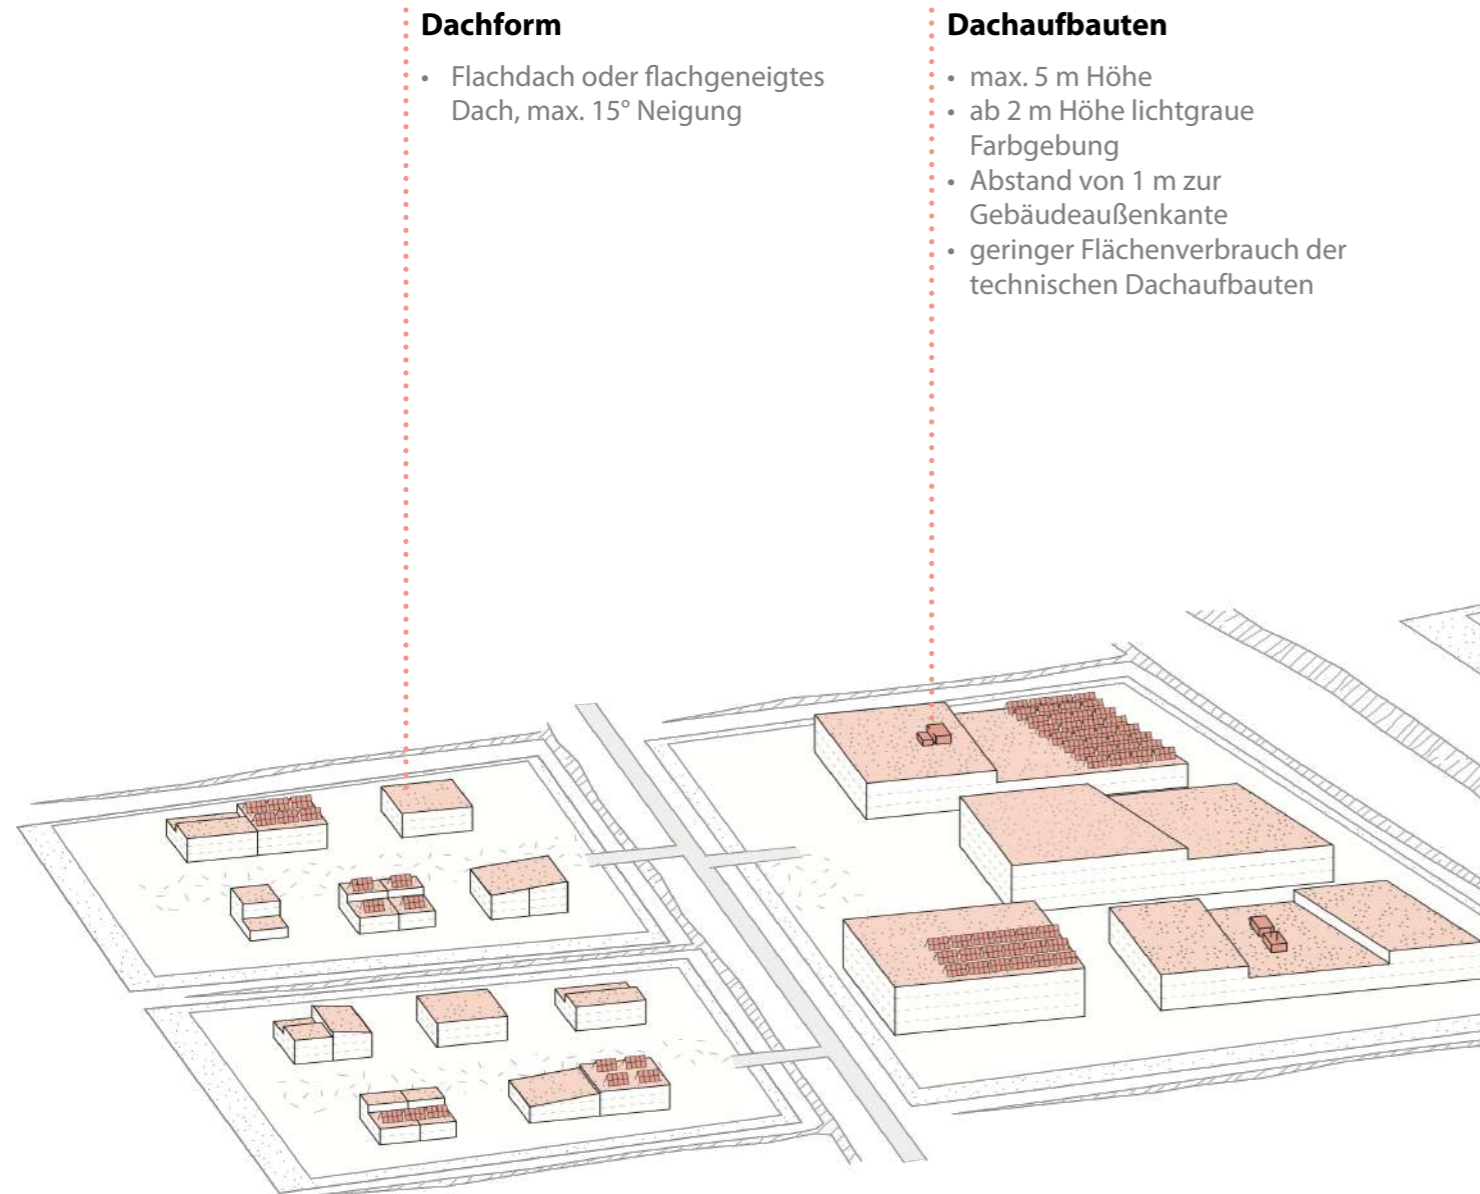 Dachform
• Flachdach oder flachgeneigtes
Dach, max. 15° Neigung
Dachaufbauten
• max. 5 m Höhe
• ab 2 m Höhe lichtgraue
Farbgebung
• Abstand von 1 m zur
Gebäudeaußenkante
• geringer Flächenverbrauch der
technischen Dachaufbauten